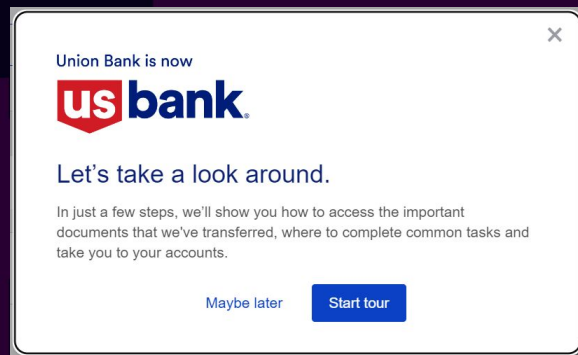 Union Bank is now
usbank.
Let's take a look around.
In just a few steps, we'll show you how to access the important
documents that we've transferred, where to complete common tasks and
take you to your accounts.
Maybe later
Start tour